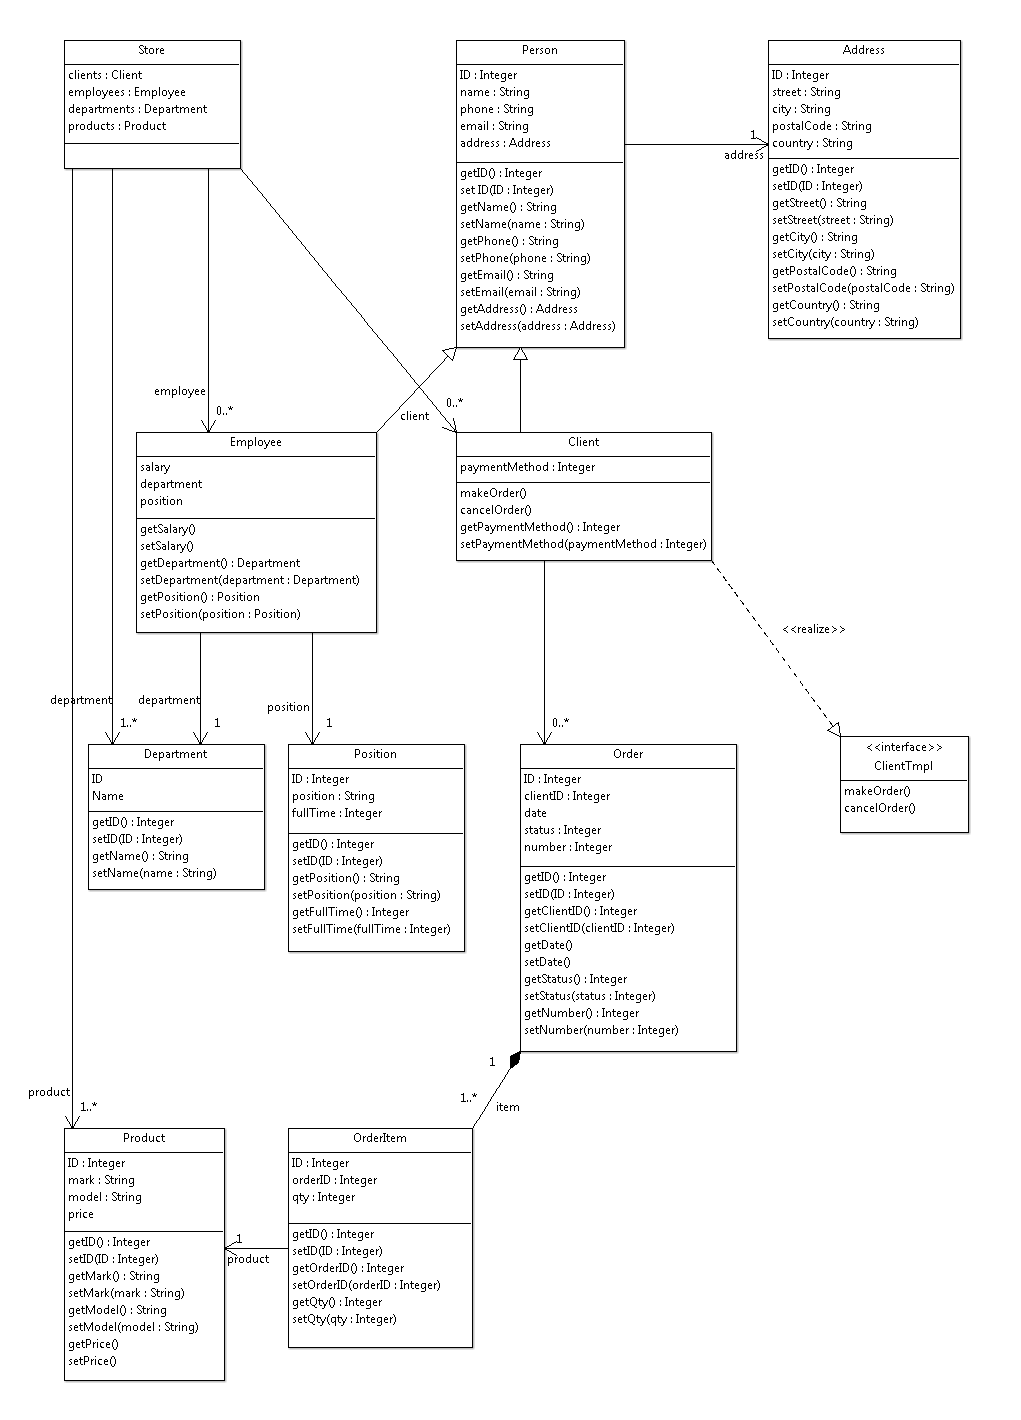 Store
clients : Client
employees : Employee
departments : Department
products : Product
Person
ID : Integer
name : String
phone : String
email : String
address : Address
getID() : Integer
set ID(ID : Integer)
getName() : String
setName(name : String)
getPhone() : String
setPhone(phone : String)
getEmail() : String
setEmail(email : String)
getAddress() : Address
setAddress(address : Address)
1
address
Address
ID : Integer
street : String
city : String
postalCode : String
country : String
getID() : Integer
setID(ID : Integer)
getStreet() : String
setStreet(street : String)
getCity() : String
setCity(city : String)
getPostalCode() : String
setPostalCode(postalCode : String)
getCountry() : String
setCountry(country : String)
employee
0..*
client
0..*
Employee
salary
department
position
getSalary()
setSalary()
getDepartment() : Department
setDepartment(department : Department)
getPosition() : Position
setPosition(position : Position)
Client
paymentMethod : Integer
makeOrder()
cancelOrder()
getPaymentMethod() : Integer
setPaymentMethod(paymentMethod : Integer)
<<realize>>
department
1..*
department
1
position
1
0..*
Department
ID
Name
getID() : Integer
setID(ID : Integer)
getName() : String
setName(name : String)
Position
ID : Integer
position : String
fullTime : Integer
getID() : Integer
setID(ID : Integer)
getPosition() : String
setPosition(position : String)
getFullTime() : Integer
setFullTime(fullTime : Integer)
Order
ID : Integer
clientID : Integer
date
status : Integer
number : Integer
getID() : Integer
setID(ID : Integer)
getClientID() : Integer
setClientID(clientID : Integer)
getDate()
setDate()
getStatus() : Integer
setStatus(status : Integer)
getNumber() : Integer
setNumber(number : Integer)
<<interface>>
ClientTmpl
makeOrder()
cancelOrder()
1
1..*
item
product
1..*
Product
ID : Integer
mark : String
model : String
price
getID() : Integer
setID(ID : Integer)
getMark() : String
setMark(mark : String)
getModel() : String
setModel(model : String)
getPrice()
setPrice()
1
product
OrderItem
ID : Integer
orderID : Integer
qty : Integer
getID() : Integer
setID(ID : Integer)
getOrderID() : Integer
setOrderID(orderID : Integer)
getQty() : Integer
setQty(qty : Integer)